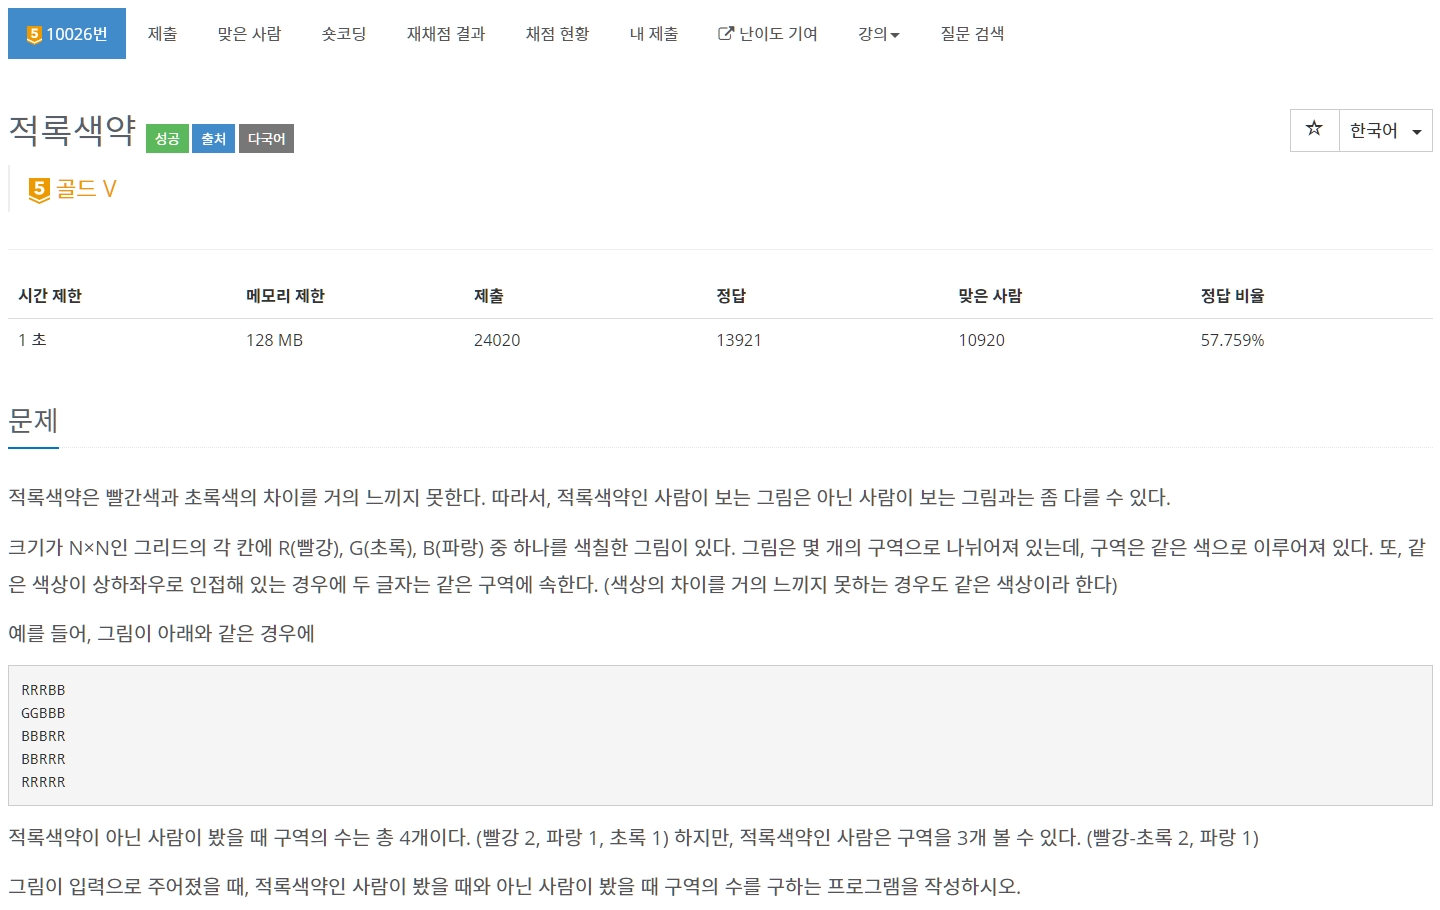 5 10026번 제출 맞은 사람 숏코딩 재채점 결과 채점 현황 내 제출 난이도 기여 강의 질문 검색
적록색약 성공 출처 다국어 한국어
5 골드 V
시간 제한 메모리 제한 제출 정답 맞은 사람 정답 비율
1 초 128 MB 24020 13921 10920 57.759%
문제
적록색약은 빨간색과 초록색의 차이를 거의 느끼지 못한다. 따라서, 적록색약인 사람이 보는 그림은 아닌 사람이 보는 그림과는 좀 다를 수 있다.
크기가 N×N인 그리드의 각 칸에 R(빨강), G(초록), B(파랑) 중 하나를 색칠한 그림이 있다. 그림은 몇 개의 구역으로 나뉘어져 있는데, 구역은 같은 색으로 이루어져 있다. 또, 같
은 색상이 상하좌우로 인접해 있는 경우에 두 글자는 같은 구역에 속한다. (색상의 차이를 거의 느끼지 못하는 경우도 같은 색상이라 한다)
예를 들어, 그림이 아래와 같은 경우에
RRRBB
GGBBB
BBBRR
BBRRR
RRRRR
적록색약이 아닌 사람이 봤을 때 구역의 수는 총 4개이다. (빨강 2, 파랑 1, 초록 1) 하지만, 적록색약인 사람은 구역을 3개 볼 수 있다. (빨강-초록 2, 파랑 1)
그림이 입력으로 주어졌을 때, 적록색약인 사람이 봤을 때와 아닌 사람이 봤을 때 구역의 수를 구하는 프로그램을 작성하시오.